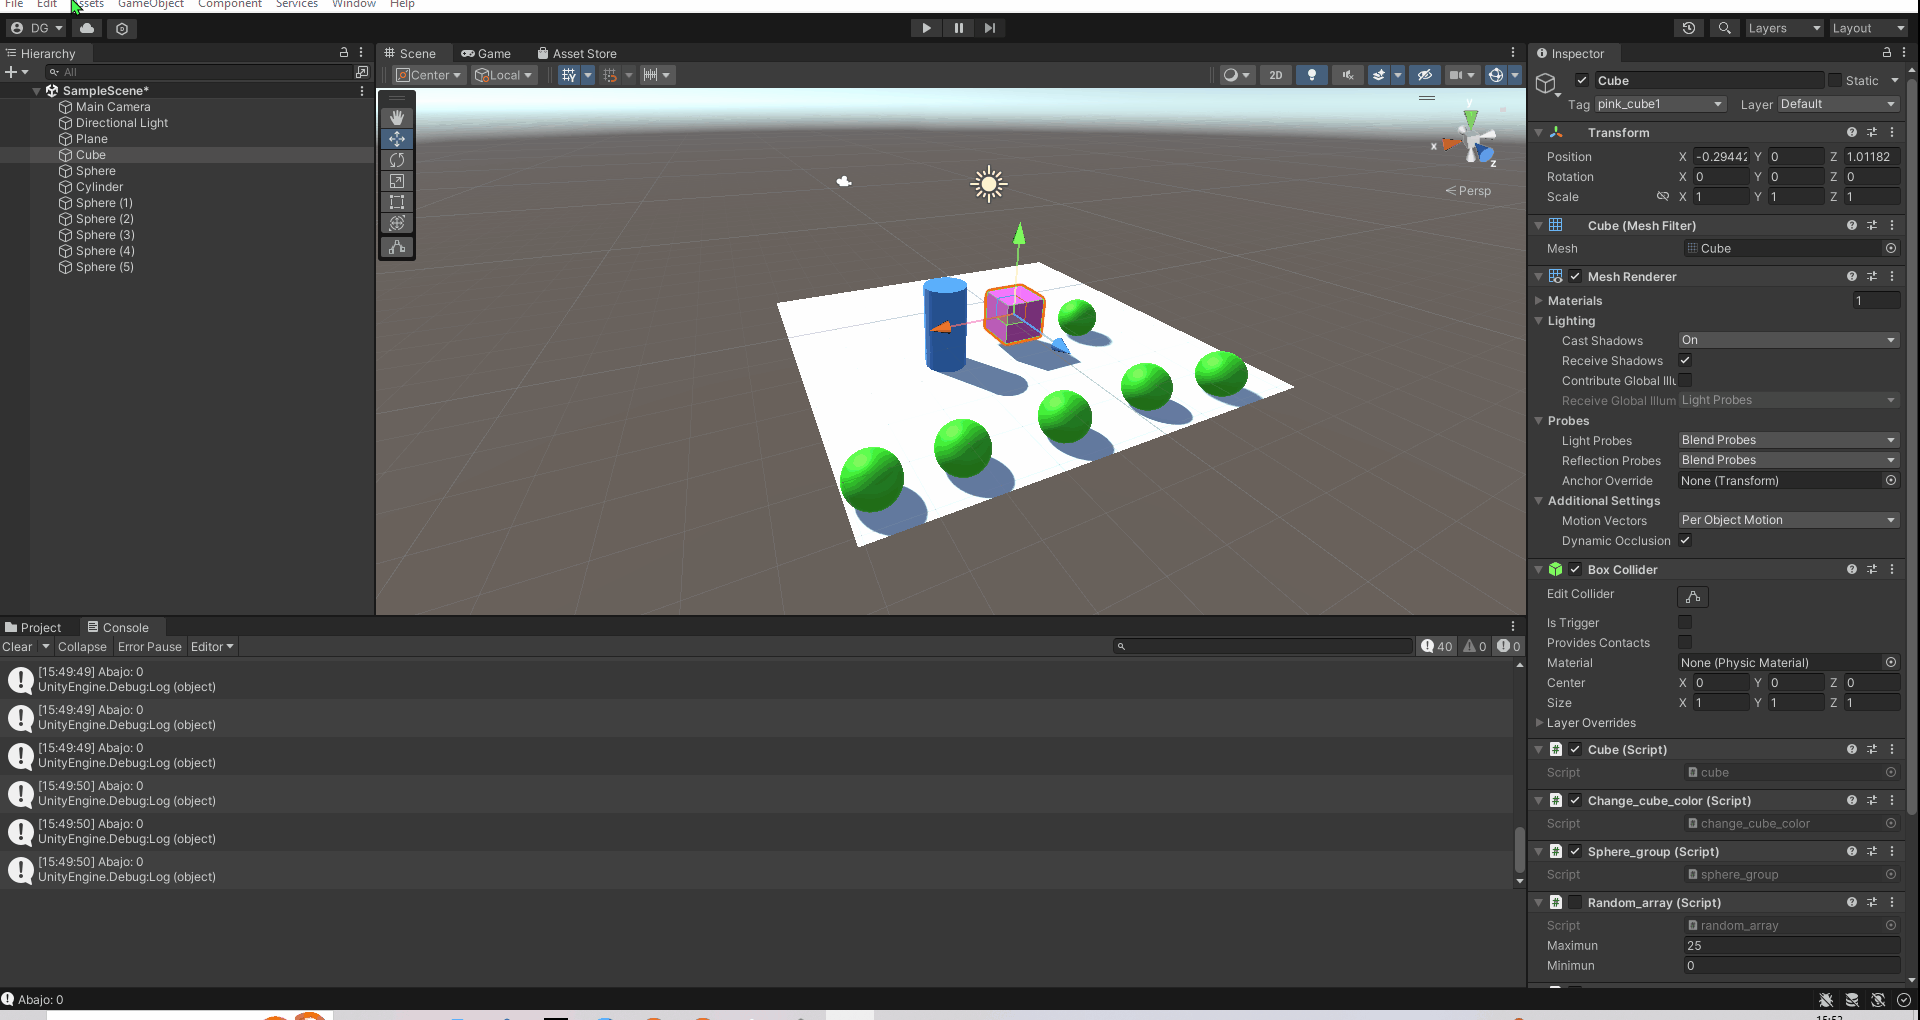 File Edit Assets GameObject Component Services Window Help
DG Layers Layout
Hierarchy
All
SampleScene*
Main Camera
Directional Light
Plane
Cube
Sphere
Cylinder
Sphere (1)
Sphere (2)
Sphere (3)
Sphere (4)
Sphere (5)
Scene Game Asset Store
Center Local 2D
y
x
z
Persp
Project Console
Clear Collapse Error Pause Editor 40 0 0
[15:49:49] Abajo: 0
UnityEngine.Debug:Log (object)
[15:49:49] Abajo: 0
UnityEngine.Debug:Log (object)
[15:49:49] Abajo: 0
UnityEngine.Debug:Log (object)
[15:49:50] Abajo: 0
UnityEngine.Debug:Log (object)
[15:49:50] Abajo: 0
UnityEngine.Debug:Log (object)
[15:49:50] Abajo: 0
UnityEngine.Debug:Log (object)
Inspector
Cube Static
Tag pink_cube1 Layer Default
Transform
Position X -0.29442 Y 0 Z 1.01182
Rotation X 0 Y 0 Z 0
Scale X 1 Y 1 Z 1
Cube (Mesh Filter)
Mesh Cube
Mesh Renderer
Materials 1
Lighting
Cast Shadows On
Receive Shadows
Contribute Global Illu
Receive Global Illum Light Probes
Probes
Light Probes Blend Probes
Reflection Probes Blend Probes
Anchor Override None (Transform)
Additional Settings
Motion Vectors Per Object Motion
Dynamic Occlusion
Box Collider
Edit Collider
Is Trigger
Provides Contacts
Material None (Physic Material)
Center X 0 Y 0 Z 0
Size X 1 Y 1 Z 1
Layer Overrides
Cube (Script)
Script cube
Change_cube_color (Script)
Script change_cube_color
Sphere_group (Script)
Script sphere_group
Random_array (Script)
Script random_array
Maximun 25
Minimun 0
Abajo: 0